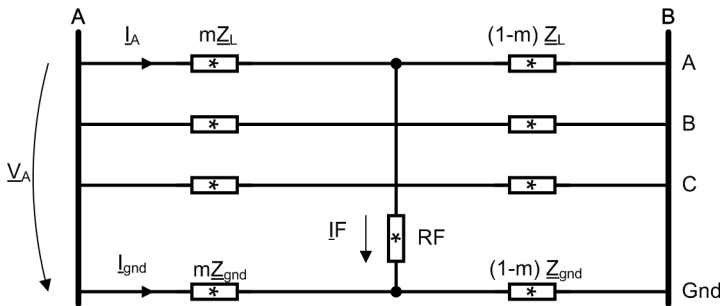 A B
I_A mZ_L (1-m) Z_L A
B
C
V_A
IF RF
I_gnd mZ_gnd (1-m) Z_gnd Gnd